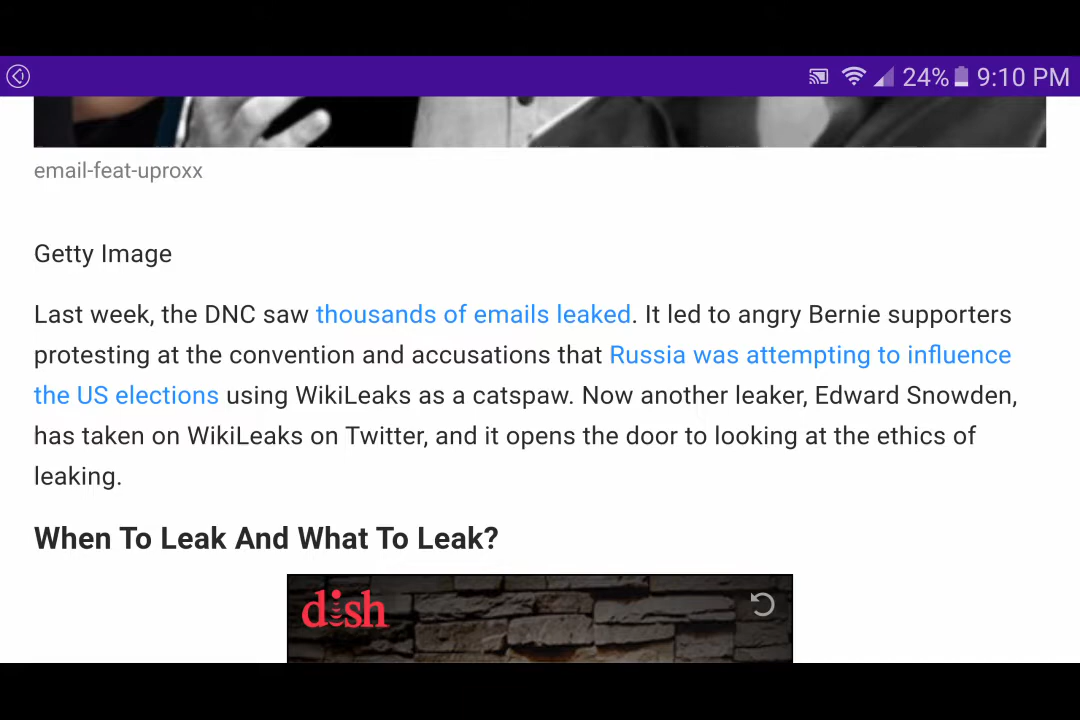 24% 9:10 PM
email-feat-uproxx
Getty Image
Last week, the DNC saw thousands of emails leaked. It led to angry Bernie supporters
protesting at the convention and accusations that Russia was attempting to influence
the US elections using WikiLeaks as a catspaw. Now another leaker, Edward Snowden,
has taken on WikiLeaks on Twitter, and it opens the door to looking at the ethics of
leaking.
When To Leak And What To Leak?
dish